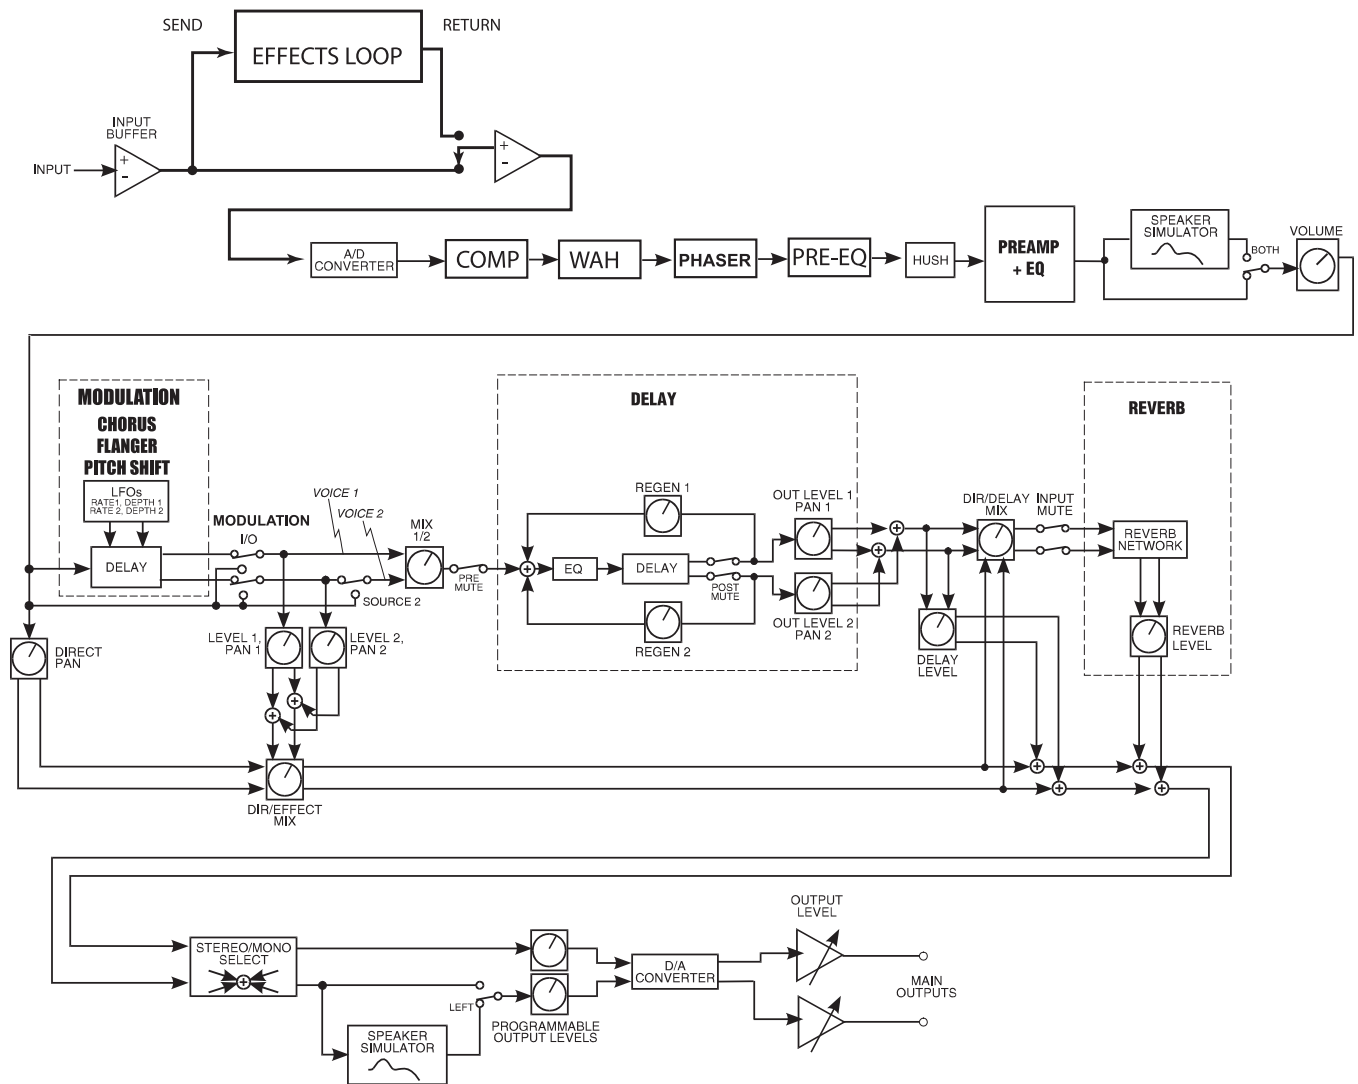 SEND
RETURN
EFFECTS LOOP
INPUT
BUFFER
+
-
INPUT
+
-
A/D
CONVERTER
COMP
WAH
PHASER
PRE-EQ
HUSH
PREAMP
+ EQ
SPEAKER
SIMULATOR
BOTH
VOLUME
MODULATION
CHORUS
FLANGER
PITCH SHIFT
LFOs
RATE1, DEPTH 1
RATE 2, DEPTH 2
DELAY
MODULATION
I/O
VOICE 1
VOICE 2
MIX
1/2
SOURCE 2
PRE
MUTE
DELAY
REGEN 1
+
EQ
DELAY
POST
MUTE
REGEN 2
OUT LEVEL 1
PAN 1
OUT LEVEL 2
PAN 2
+
+
DIR/DELAY
MIX
INPUT
MUTE
DELAY
LEVEL
REVERB
REVERB
NETWORK
REVERB
LEVEL
DIRECT
PAN
LEVEL 1,
PAN 1
LEVEL 2,
PAN 2
+
+
DIR/EFFECT
MIX
+
+
+
+
STEREO/MONO
SELECT
+
LEFT
SPEAKER
SIMULATOR
PROGRAMMABLE
OUTPUT LEVELS
D/A
CONVERTER
OUTPUT
LEVEL
MAIN
OUTPUTS